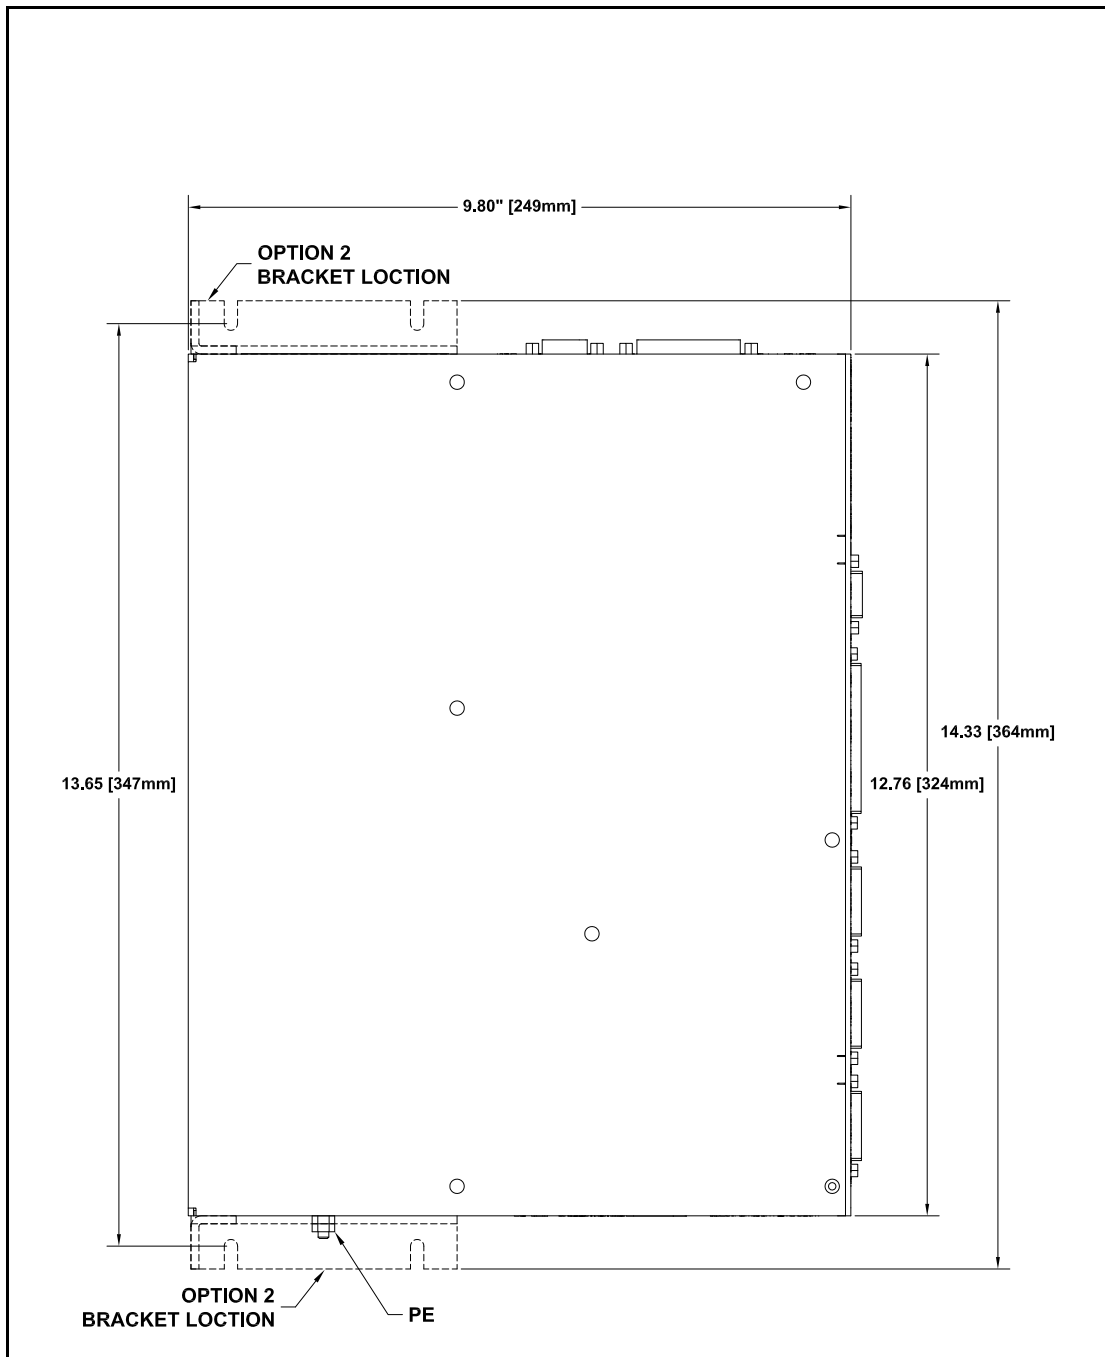 9.80" [249mm]
OPTION 2
BRACKET LOCTION
14.33 [364mm]
13.65 [347mm]
12.76 [324mm]
OPTION 2
BRACKET LOCTION
PE